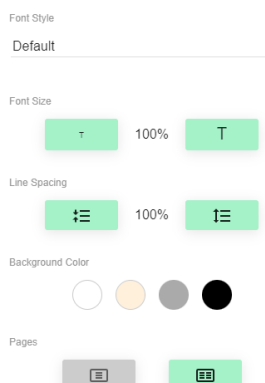 Font Style
Default
Font Size
T 100% T
Line Spacing
100%
Background Color
Pages